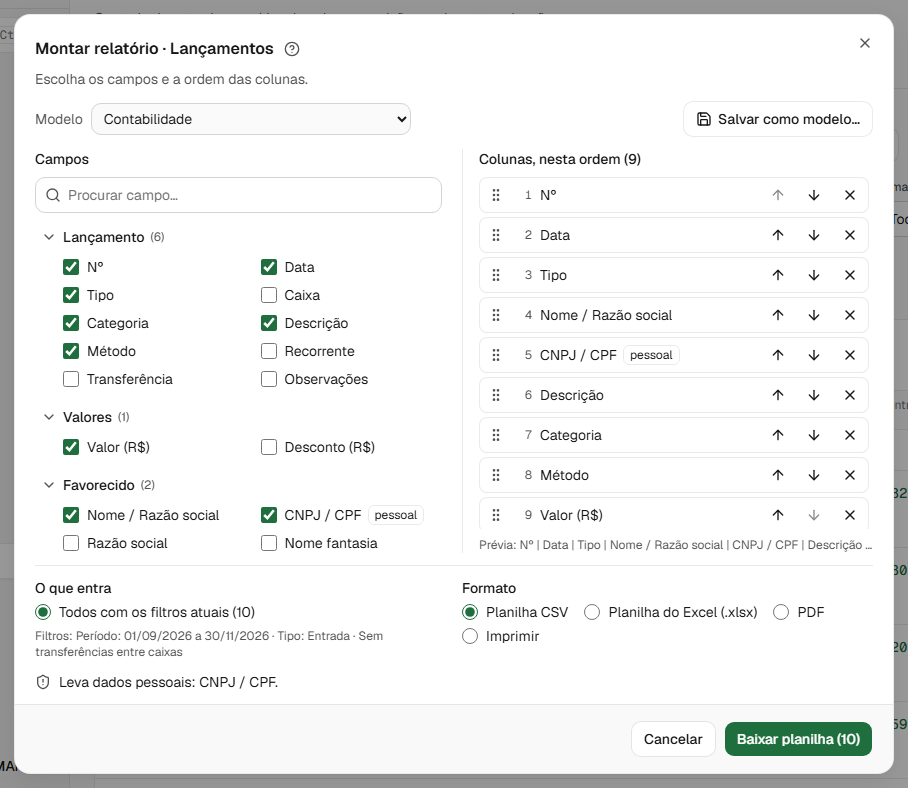 Montar relatório · Lançamentos
Escolha os campos e a ordem das colunas.
Modelo Contabilidade Salvar como modelo...
Campos
Procurar campo...
Lançamento (6)
Nº Data
Tipo Caixa
Categoria Descrição
Método Recorrente
Transferência Observações
Valores (1)
Valor (R$) Desconto (R$)
Favorecido (2)
Nome / Razão social CNPJ / CPF pessoal
Razão social Nome fantasia
Colunas, nesta ordem (9)
1 Nº
2 Data
3 Tipo
4 Nome / Razão social
5 CNPJ / CPF pessoal
6 Descrição
7 Categoria
8 Método
9 Valor (R$)
Prévia: Nº | Data | Tipo | Nome / Razão social | CNPJ / CPF | Descrição ...
O que entra
Todos com os filtros atuais (10)
Filtros: Período: 01/09/2026 a 30/11/2026 · Tipo: Entrada · Sem
transferências entre caixas
Leva dados pessoais: CNPJ / CPF.
Formato
Planilha CSV Planilha do Excel (.xlsx) PDF
Imprimir
Cancelar Baixar planilha (10)